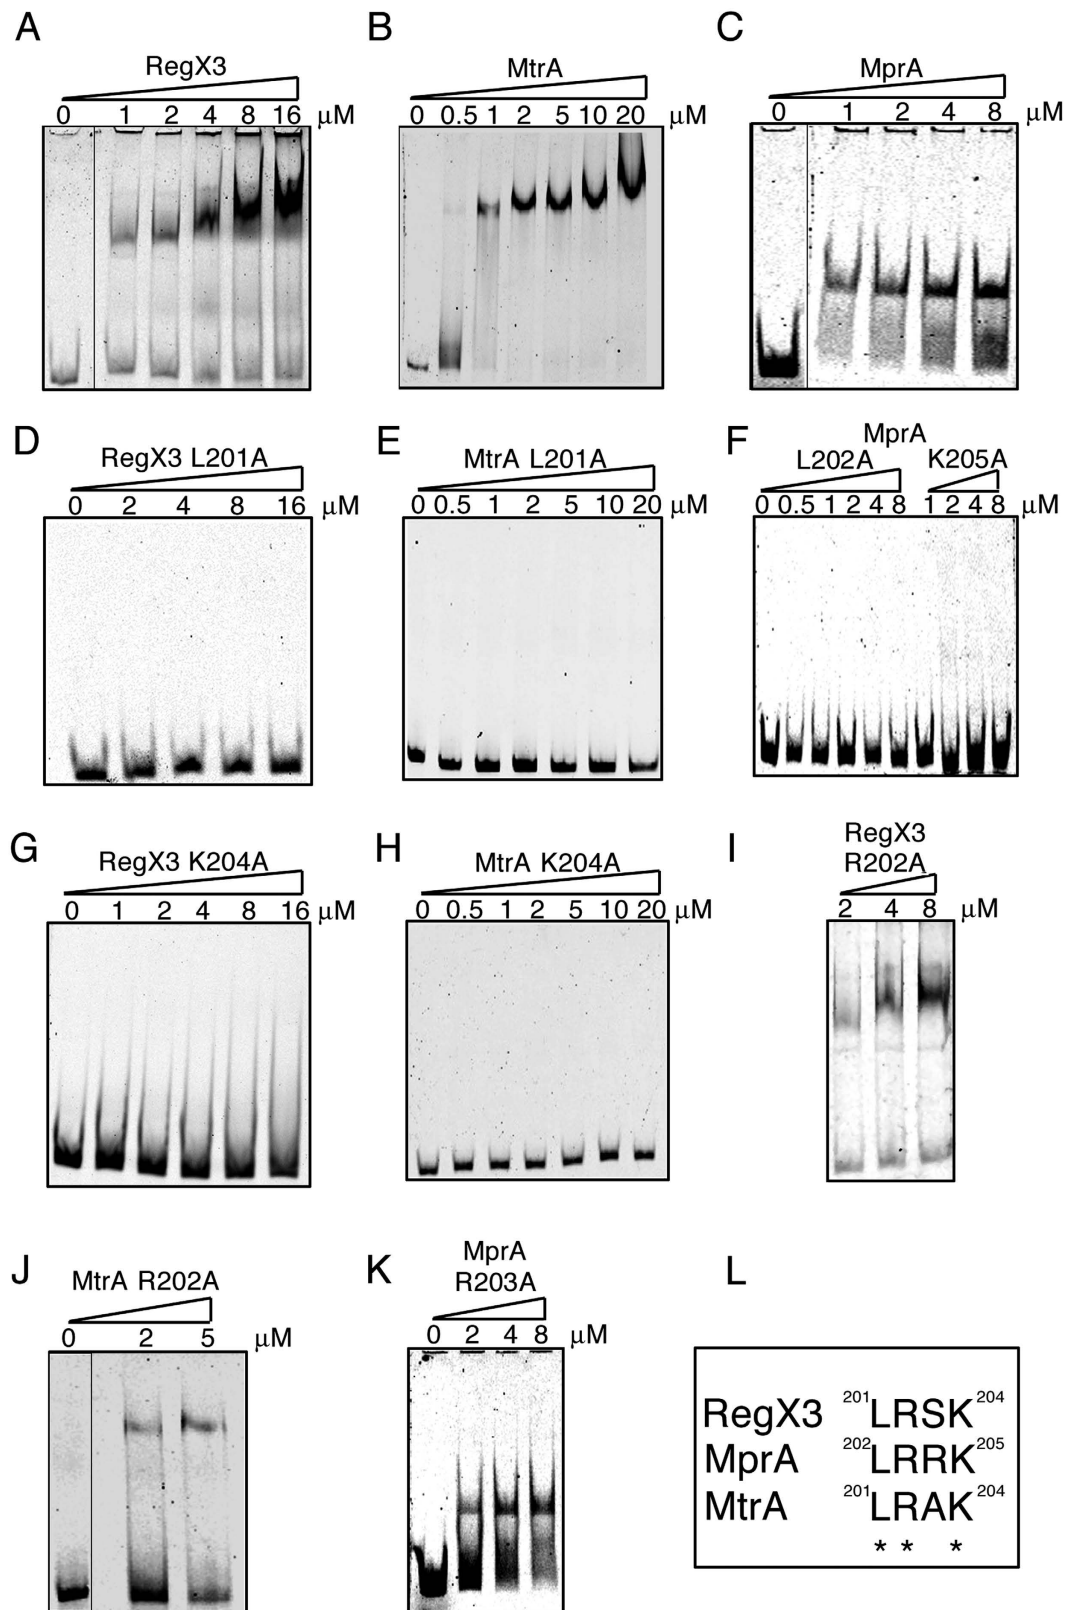 A
RegX3
0 1 2 4 8 16 μM
B
MtrA
0 0.5 1 2 5 10 20 μM
C
MprA
0 1 2 4 8 μM
D
RegX3 L201A
0 2 4 8 16 μM
E
MtrA L201A
0 0.5 1 2 5 10 20 μM
F
MprA
L202A K205A
0 0.5 1 2 4 8 1 2 4 8 μM
G
RegX3 K204A
0 1 2 4 8 16 μM
H
MtrA K204A
0 0.5 1 2 5 10 20 μM
I
RegX3
R202A
2 4 8 μM
J
MtrA R202A
0 2 5 μM
K
MprA
R203A
0 2 4 8 μM
L
RegX3 201LRSK204
MprA 202LRRK205
MtrA 201LRAK204
* * *